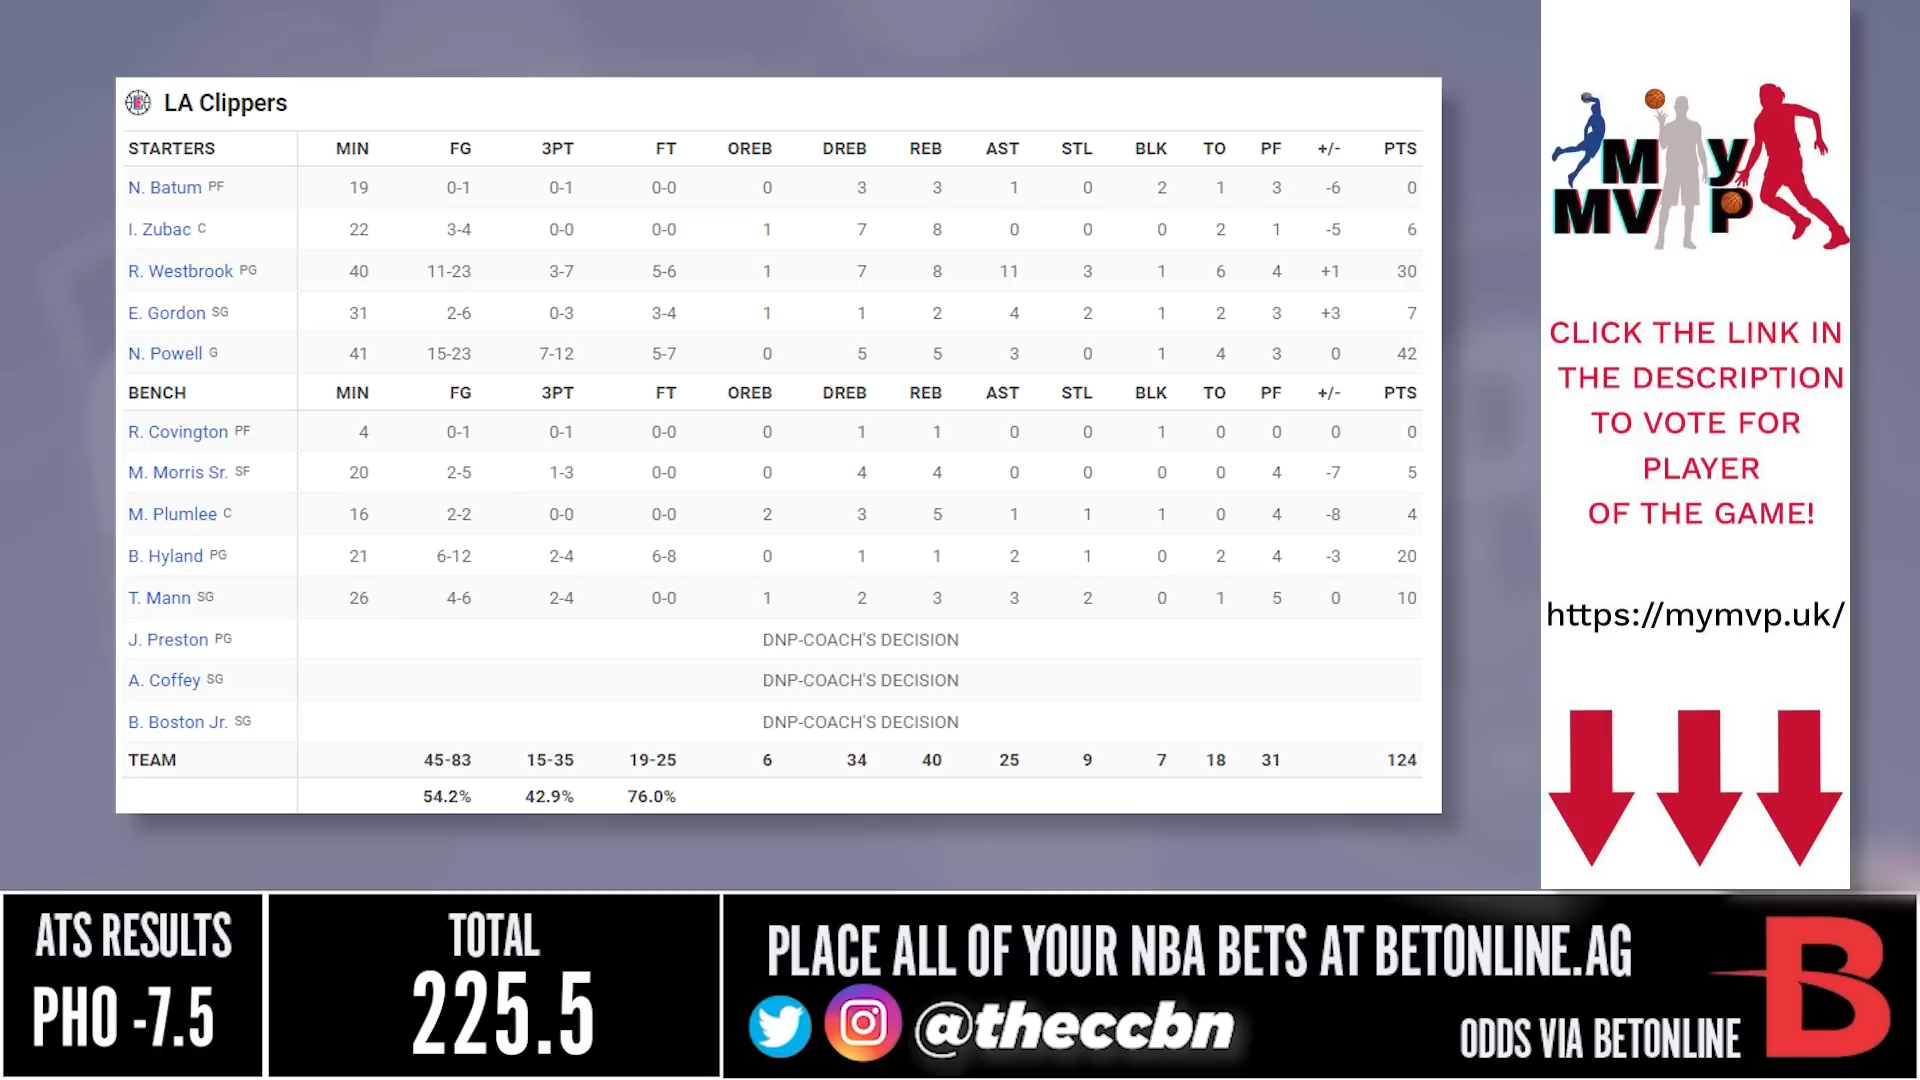 LA Clippers
STARTERS MIN FG 3PT FT OREB DREB REB AST STL BLK TO PF +/- PTS
N. Batum PF 19 0-1 0-1 0-0 0 3 3 1 0 2 1 3 -6 0
I. Zubac C 22 3-4 0-0 0-0 1 7 8 0 0 0 2 1 -5 6
R. Westbrook PG 40 11-23 3-7 5-6 1 7 8 11 3 1 6 4 +1 30
E. Gordon SG 31 2-6 0-3 3-4 1 1 2 4 2 1 2 3 +3 7
N. Powell G 41 15-23 7-12 5-7 0 5 5 3 0 1 4 3 0 42
BENCH MIN FG 3PT FT OREB DREB REB AST STL BLK TO PF +/- PTS
R. Covington PF 4 0-1 0-1 0-0 0 1 1 0 0 1 0 0 0 0
M. Morris Sr. SF 20 2-5 1-3 0-0 0 4 4 0 0 0 0 4 -7 5
M. Plumlee C 16 2-2 0-0 0-0 2 3 5 1 1 1 0 4 -8 4
B. Hyland PG 21 6-12 2-4 6-8 0 1 1 2 1 0 2 4 -3 20
T. Mann SG 26 4-6 2-4 0-0 1 2 3 3 2 0 1 5 0 10
J. Preston PG DNP-COACH'S DECISION
A. Coffey SG DNP-COACH'S DECISION
B. Boston Jr. SG DNP-COACH'S DECISION
TEAM 45-83 15-35 19-25 6 34 40 25 9 7 18 31 124
54.2% 42.9% 76.0%
My
MVP
CLICK THE LINK IN
THE DESCRIPTION
TO VOTE FOR
PLAYER
OF THE GAME!
https://mymvp.uk/
ATS RESULTS
PHO -7.5
TOTAL
225.5
PLACE ALL OF YOUR NBA BETS AT BETONLINE.AG
@theccbn
ODDS VIA BETONLINE
B